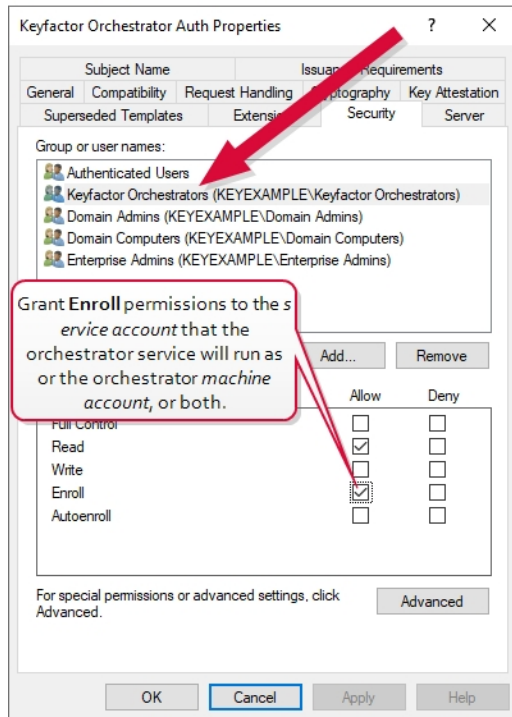 Keyfactor Orchestrator Auth Properties ? ×
Subject Name Issuance Requirements
General Compatibility Request Handling Cryptography Key Attestation
Superseded Templates Extensions Security Server
Group or user names:
Authenticated Users
Keyfactor Orchestrators (KEYEXAMPLE\Keyfactor Orchestrators)
Domain Admins (KEYEXAMPLE\Domain Admins)
Domain Computers (KEYEXAMPLE\Domain Computers)
Enterprise Admins (KEYEXAMPLE\Enterprise Admins)
Grant Enroll permissions to the s
ervice account that the
orchestrator service will run as
or the orchestrator machine
account, or both.
Add... Remove
Allow Deny
Full Control
Read
Write
Enroll
Autoenroll
For special permissions or advanced settings, click
Advanced.
Advanced
OK Cancel Apply Help